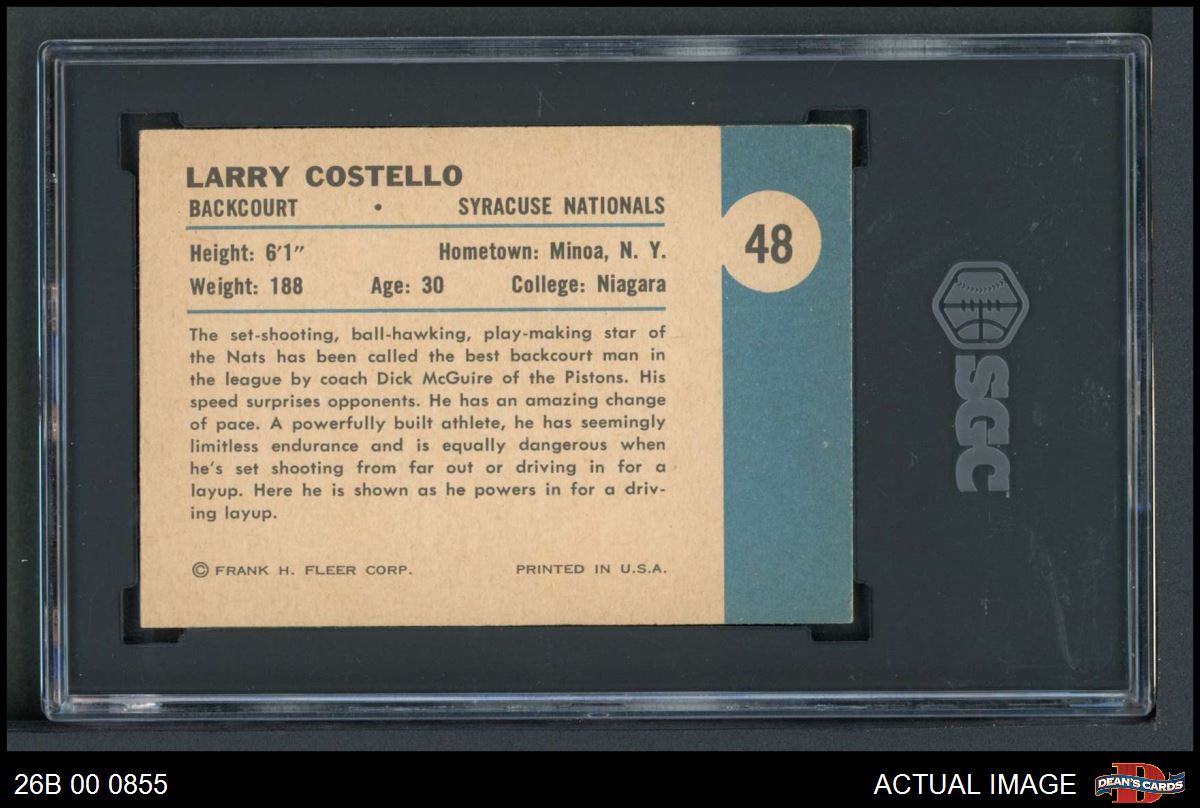 LARRY COSTELLO
BACKCOURT • SYRACUSE NATIONALS
Height: 6'1" Hometown: Minoa, N. Y.
Weight: 188 Age: 30 College: Niagara
48
The set-shooting, ball-hawking, play-making star of
the Nats has been called the best backcourt man in
the league by coach Dick McGuire of the Pistons. His
speed surprises opponents. He has an amazing change
of pace. A powerfully built athlete, he has seemingly
limitless endurance and is equally dangerous when
he's set shooting from far out or driving in for a
layup. Here he is shown as he powers in for a driv-
ing layup.
© FRANK H. FLEER CORP. PRINTED IN U.S.A.
SGC
26B 00 0855
ACTUAL IMAGE
DEAN'S CARDS